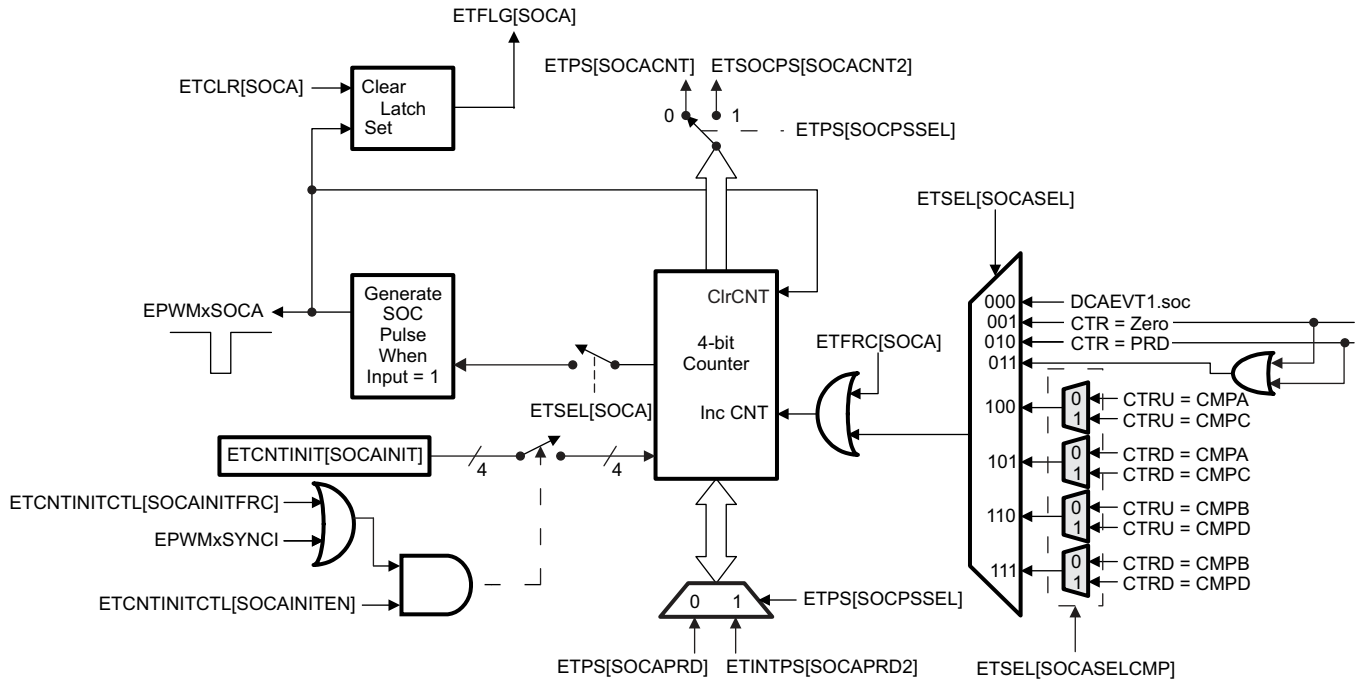 ETFLG[SOCA]
ETCLR[SOCA]
Clear
Latch
Set
ETPS[SOCACNT]
ETSOCPS[SOCACNT2]
0
1
ETPS[SOCPSSEL]
EPWMxSOCA
Generate
SOC
Pulse
When
Input = 1
ETSEL[SOCA]
ClrCNT
4-bit
Counter
Inc CNT
ETFRC[SOCA]
ETSEL[SOCASEL]
000
DCAEVT1.soc
001
CTR = Zero
010
CTR = PRD
011
100
0
CTRU = CMPA
1
CTRU = CMPC
101
0
CTRD = CMPA
1
CTRD = CMPC
110
0
CTRU = CMPB
1
CTRU = CMPD
111
0
CTRD = CMPB
1
CTRD = CMPD
ETSEL[SOCASELCMP]
ETCNTINIT[SOCAINIT]
4
4
ETCNTINITCTL[SOCAINITFRC]
EPWMxSYNCI
ETCNTINITCTL[SOCAINITEN]
0 1
ETPS[SOCPSSEL]
ETPS[SOCAPRD]
ETINTPS[SOCAPRD2]